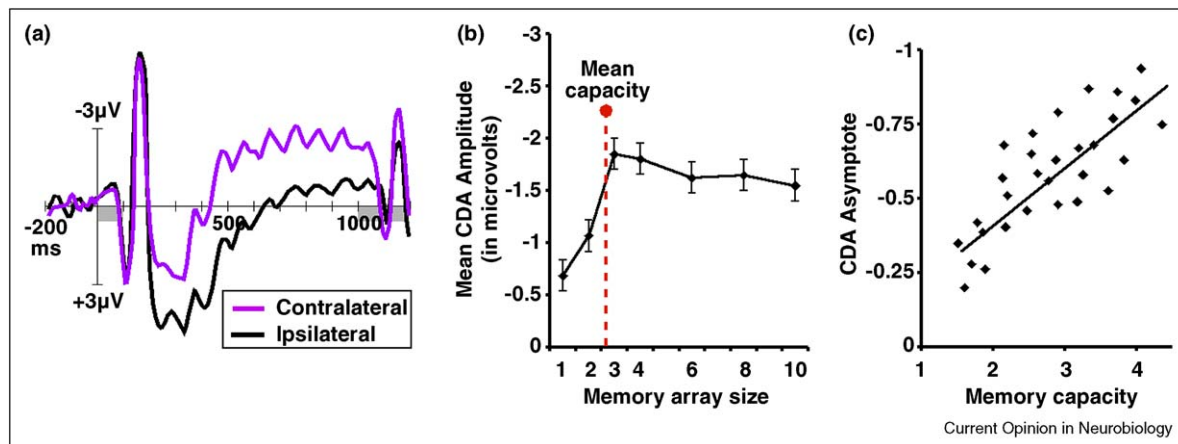 (a)
-3µV
-200
ms
500
1000
+3µV
Contralateral
Ipsilateral
(b)
Mean CDA Amplitude
(in microvolts)
-3
-2.5
-2
-1.5
-1
-0.5
0
Mean
capacity
1 2 3 4 6 8 10
Memory array size
(c)
CDA Asymptote
-1
-0.75
-0.5
-0.25
0
1 2 3 4
Memory capacity
Current Opinion in Neurobiology